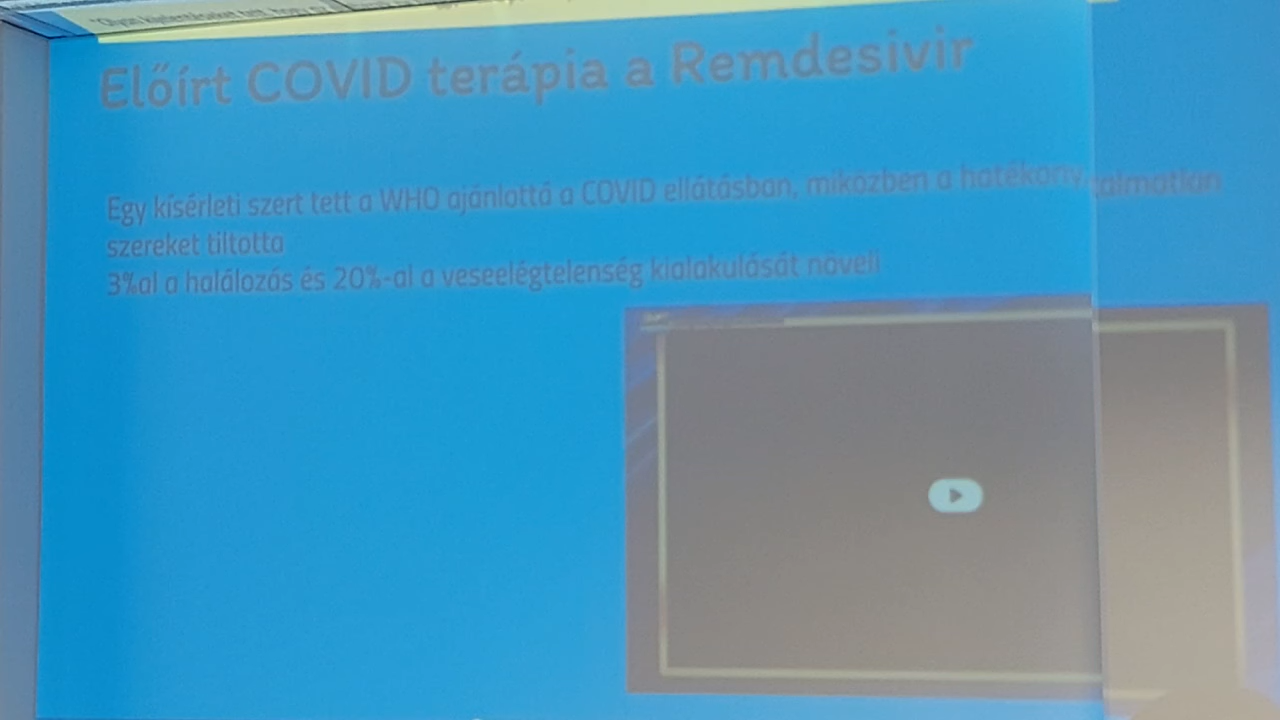 Előírt COVID terápia a Remdesivir
Egy kísérleti szert tett a WHO ajánlottá a COVID ellátásban, miközben a hatékony
szereket tiltotta
3%al a halálozás és 20%-al a veseelégtelenség kialakulását növeli